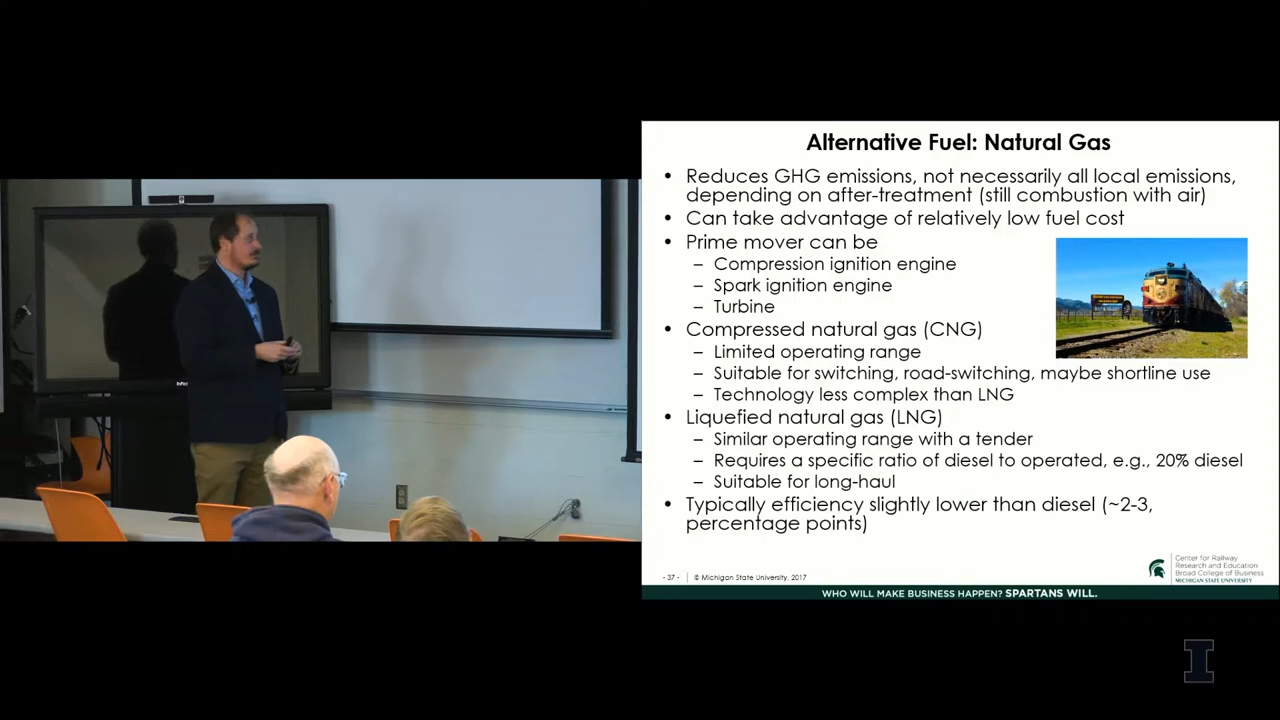 Alternative Fuel: Natural Gas
• Reduces GHG emissions, not necessarily all local emissions,
depending on after-treatment (still combustion with air)
• Can take advantage of relatively low fuel cost
• Prime mover can be
– Compression ignition engine
– Spark ignition engine
– Turbine
• Compressed natural gas (CNG)
– Limited operating range
– Suitable for switching, road-switching, maybe shortline use
– Technology less complex than LNG
• Liquefied natural gas (LNG)
– Similar operating range with a tender
– Requires a specific ratio of diesel to operated, e.g., 20% diesel
– Suitable for long-haul
• Typically efficiency slightly lower than diesel (~2-3,
percentage points)
- 37 - © Michigan State University, 2017
Center for Railway
Research and Education
Broad College of Business
MICHIGAN STATE UNIVERSITY
WHO WILL MAKE BUSINESS HAPPEN? SPARTANS WILL.
I